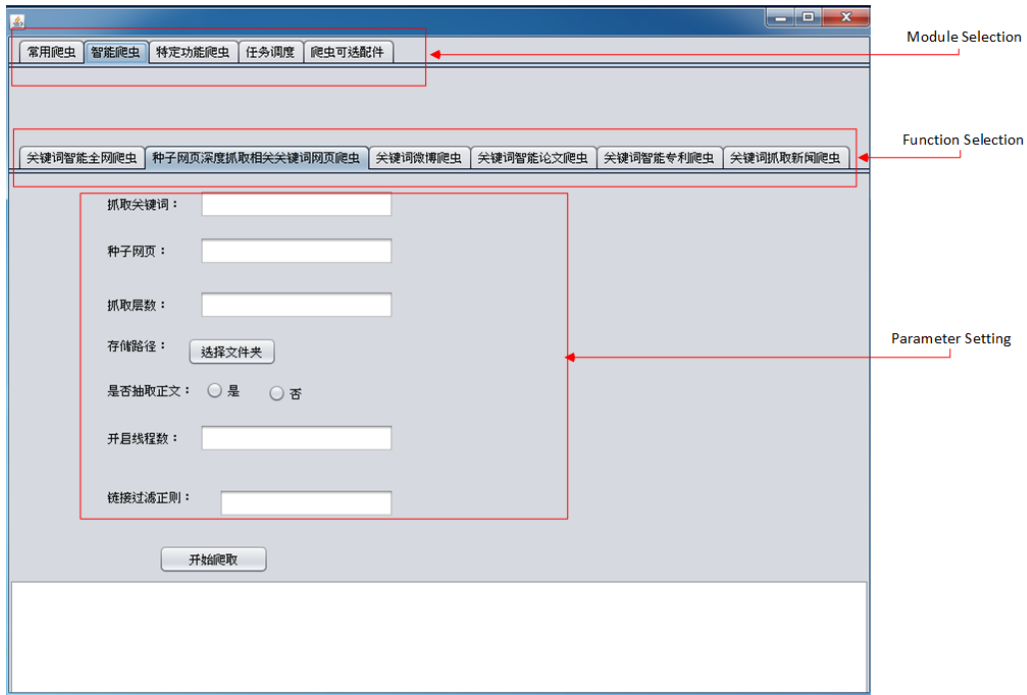 常用爬虫 智能爬虫 特定功能爬虫 任务调度 爬虫可选配件
Module Selection
Function Selection
关键词智能全网爬虫 种子网页深度抓取相关关键词网页爬虫 关键词微博爬虫 关键词智能论文爬虫 关键词智能专利爬虫 关键词抓取新闻爬虫
抓取关键词：
种子网页：
抓取层数：
存储路径： 选择文件夹
Parameter Setting
是否抽取正文： 是 否
开启线程数：
链接过滤正则：
开始爬取